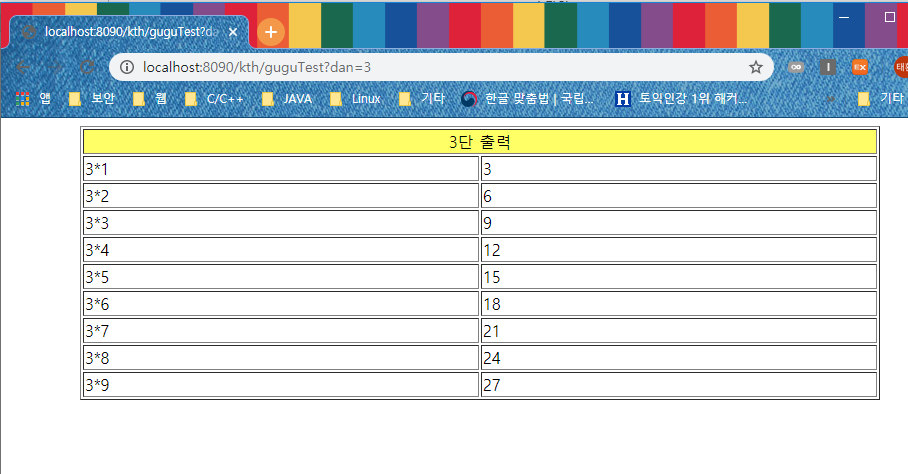 localhost:8090/kth/guguTest?da
localhost:8090/kth/guguTest?dan=3
앱 보안 웹 C/C++ JAVA Linux 기타 한글 맞춤법 | 국립... H 토익인강 1위 해커... » 기타
3단 출력
3*1 3
3*2 6
3*3 9
3*4 12
3*5 15
3*6 18
3*7 21
3*8 24
3*9 27